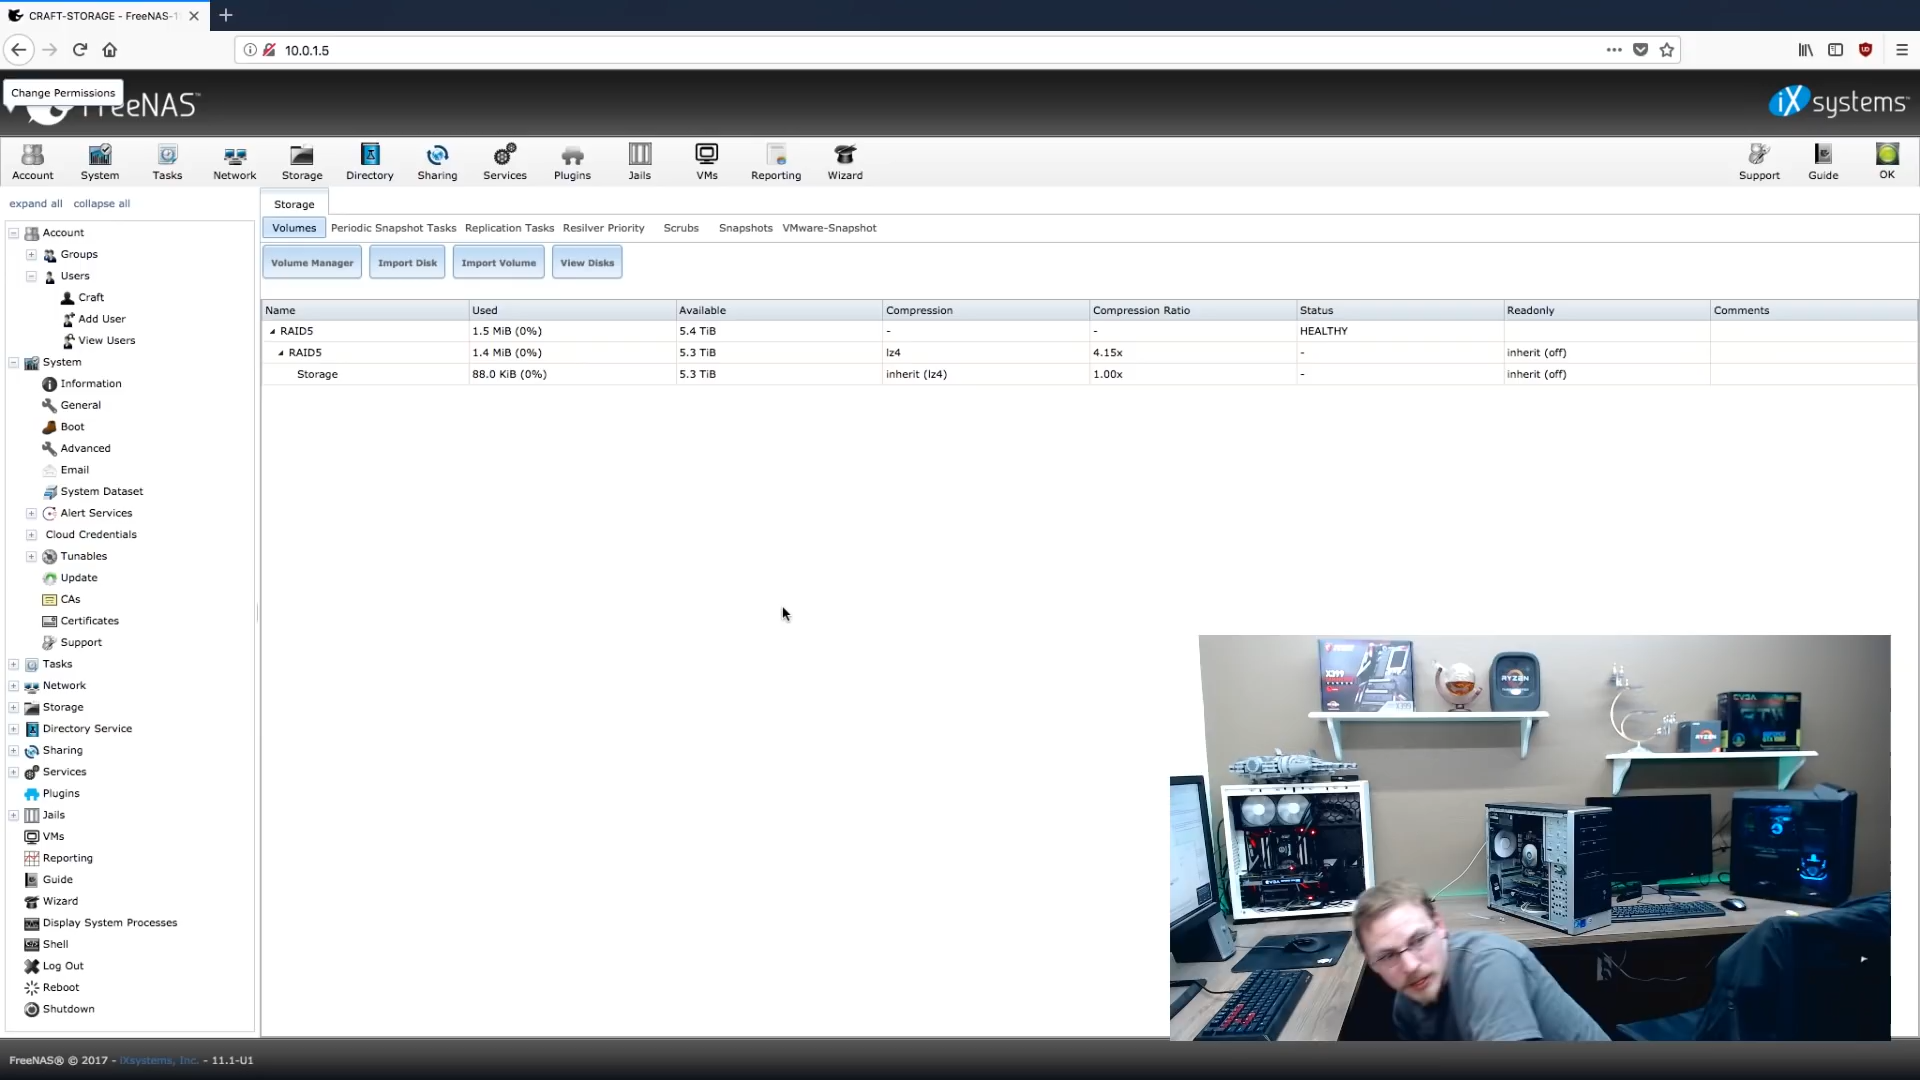 CRAFT-STORAGE - FreeNAS-1
10.0.1.5
Change Permissions
FreeNAS™
iXsystems™
Account System Tasks Network Storage Directory Sharing Services Plugins Jails VMs Reporting Wizard Support Guide OK
expand all collapse all
Storage
Volumes Periodic Snapshot Tasks Replication Tasks Resilver Priority Scrubs Snapshots VMware-Snapshot
Volume Manager Import Disk Import Volume View Disks
Name Used Available Compression Compression Ratio Status Readonly Comments
RAID5 1.5 MiB (0%) 5.4 TiB - - HEALTHY
RAID5 1.4 MiB (0%) 5.3 TiB lz4 4.15x - inherit (off)
Storage 88.0 KiB (0%) 5.3 TiB inherit (lz4) 1.00x - inherit (off)
Account
Groups
Users
Craft
Add User
View Users
System
Information
General
Boot
Advanced
Email
System Dataset
Alert Services
Cloud Credentials
Tunables
Update
CAs
Certificates
Support
Tasks
Network
Storage
Directory Service
Sharing
Services
Plugins
Jails
VMs
Reporting
Guide
Wizard
Display System Processes
Shell
Log Out
Reboot
Shutdown
X399
RYZEN
EVGA
RYZEN
FreeNAS® © 2017 - iXsystems, Inc. - 11.1-U1